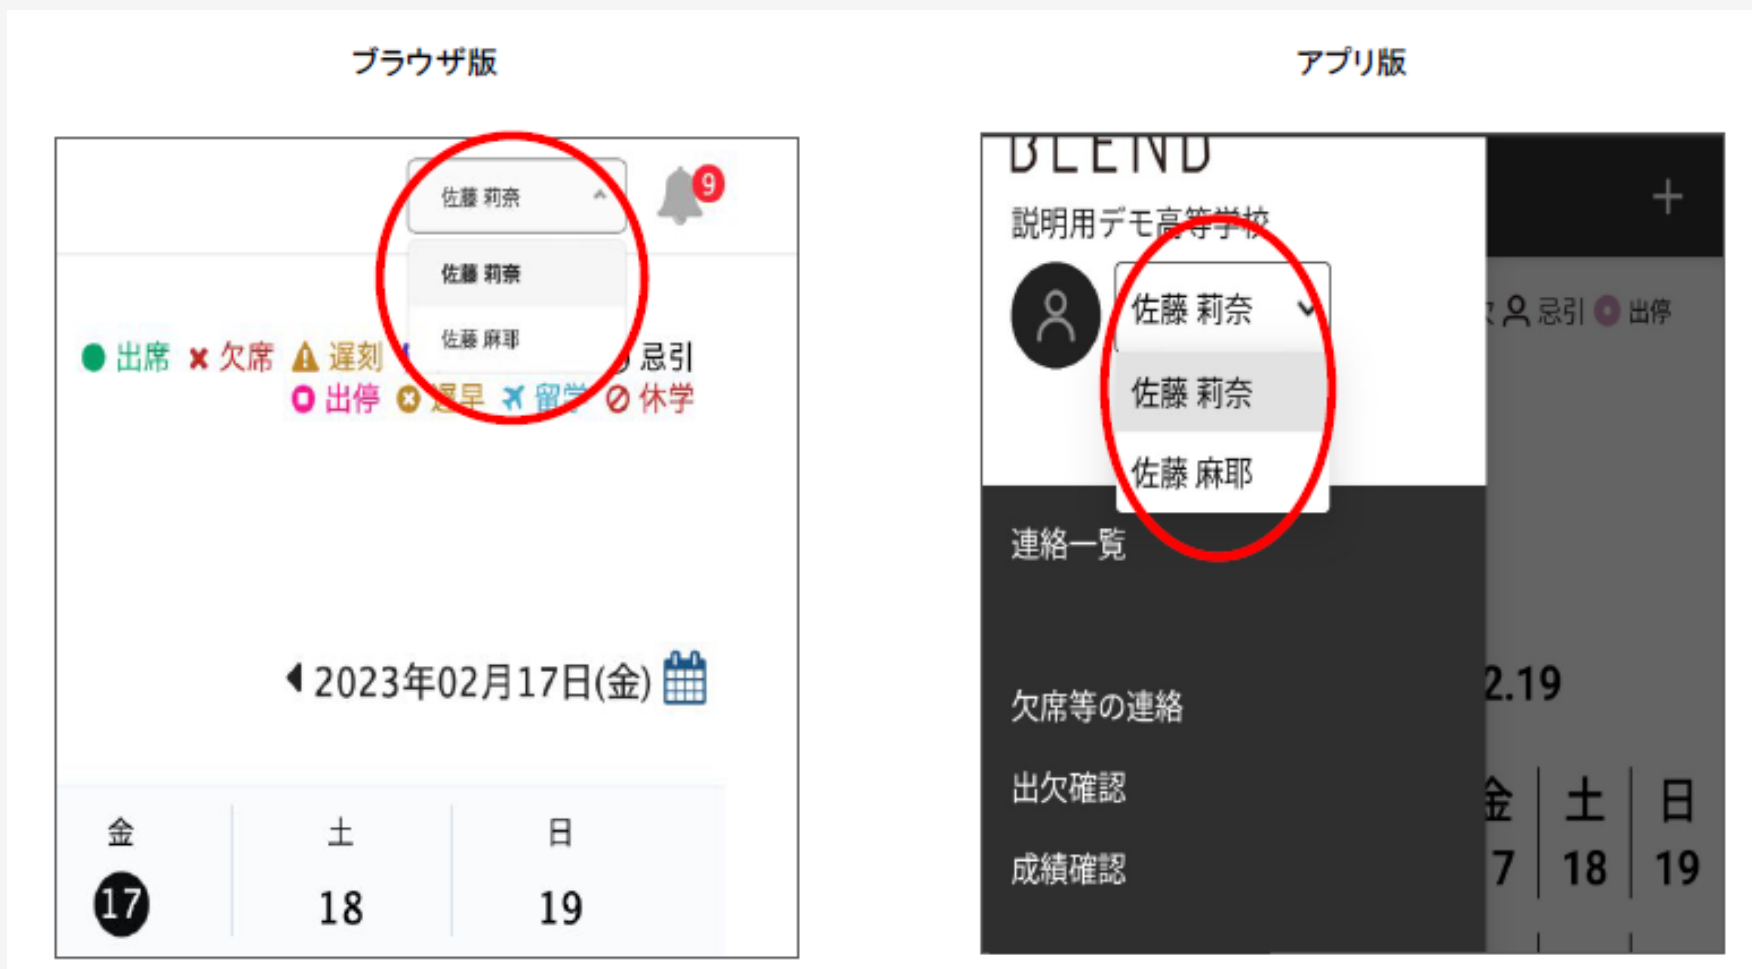 ブラウザ版
佐藤 莉奈
9
佐藤 莉奈
佐藤 麻耶
出席 欠席 遅刻 忌引
出停 遅早 留学 休学
2023年02月17日(金)
金 土 日
17 18 19
アプリ版
BLEND
説明用デモ高等学校
佐藤 莉奈
佐藤 莉奈
佐藤 麻耶
忌引 出停
連絡一覧
欠席等の連絡
出欠確認
成績確認
2.19
金 土 日
7 18 19